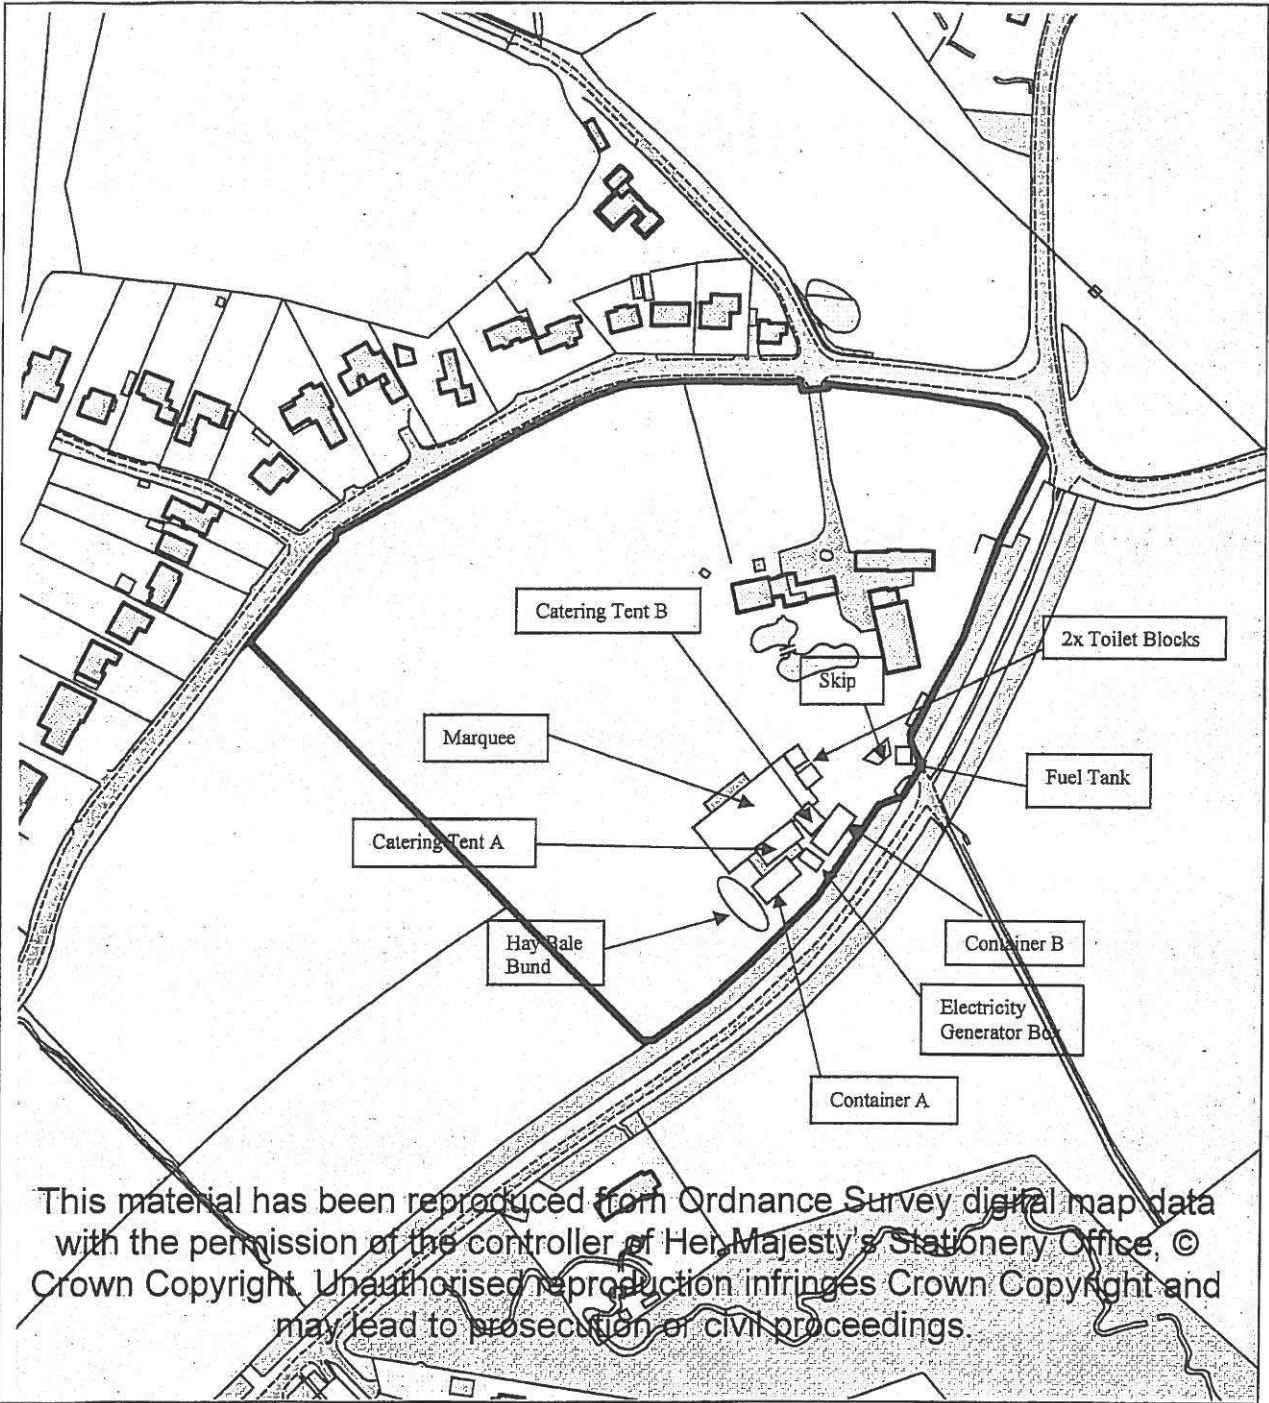 Catering Tent B
2x Toilet Blocks
Skip
Marquee
Fuel Tank
Catering Tent A
Hay Bale
Bund
Container B
Electricity
Generator Box
Container A
This material has been reproduced from Ordnance Survey digital map data
with the permission of the controller of Her Majesty's Stationery Office, ©
Crown Copyright. Unauthorised reproduction infringes Crown Copyright and
may lead to prosecution or civil proceedings.